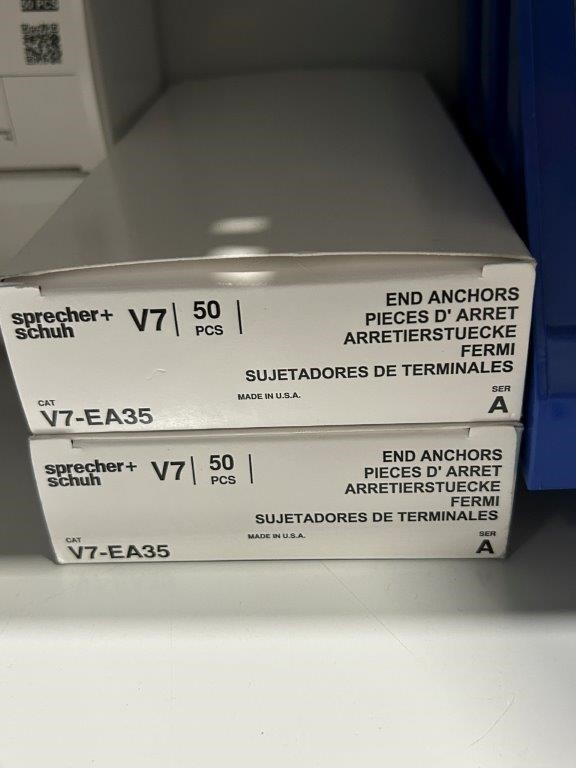 50 PCS
sprecher+
schuh
V7
50
PCS
END ANCHORS
PIECES D' ARRET
ARRETIERSTUECKE
FERMI
SUJETADORES DE TERMINALES
MADE IN U.S.A.
CAT
V7-EA35
SER
A
sprecher+
schuh
V7
50
PCS
END ANCHORS
PIECES D' ARRET
ARRETIERSTUECKE
FERMI
SUJETADORES DE TERMINALES
MADE IN U.S.A.
CAT
V7-EA35
SER
A